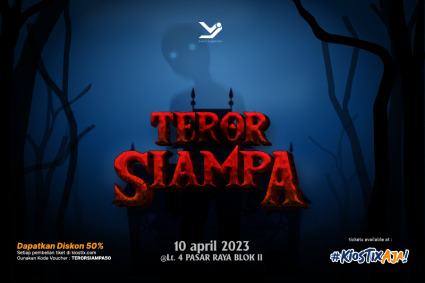 TEROR
SIAMPA
10 april 2023
@Lt. 4 PASAR RAYA BLOK II
Dapatkan Diskon 50%
Setiap pembelian tiket di kiostix.com
Gunakan Kode Voucher : TERORSIAMPA50
tickets available at :
#KIOSTIXAJA!